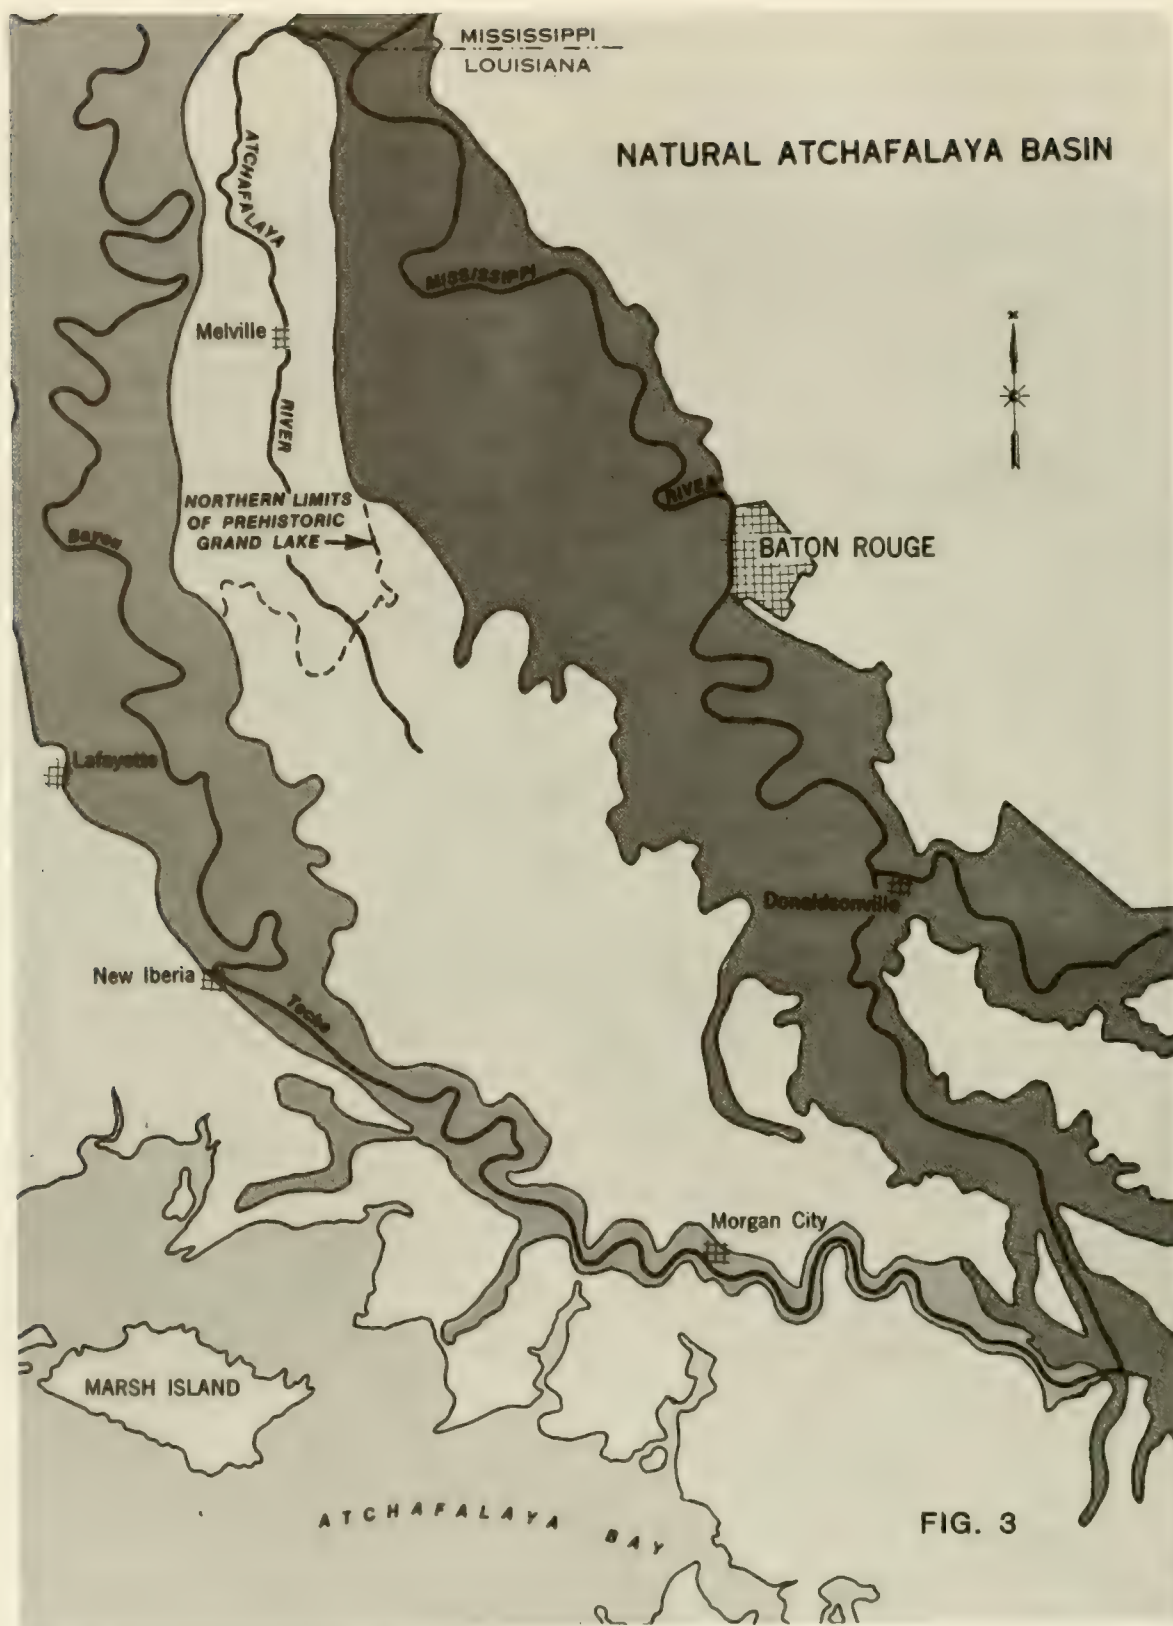 MISSISSIPPI
LOUISIANA
NATURAL ATCHAFALAYA BASIN
ATCHAFALAYA
RIVER
MISSISSIPPI
RIVER
Melville
NORTHERN LIMITS
OF PREHISTORIC
GRAND LAKE
BATON ROUGE
Bayou
Teche
Lafayette
Donaldsonville
New Iberia
Morgan City
MARSH ISLAND
ATCHAFALAYA BAY
FIG. 3